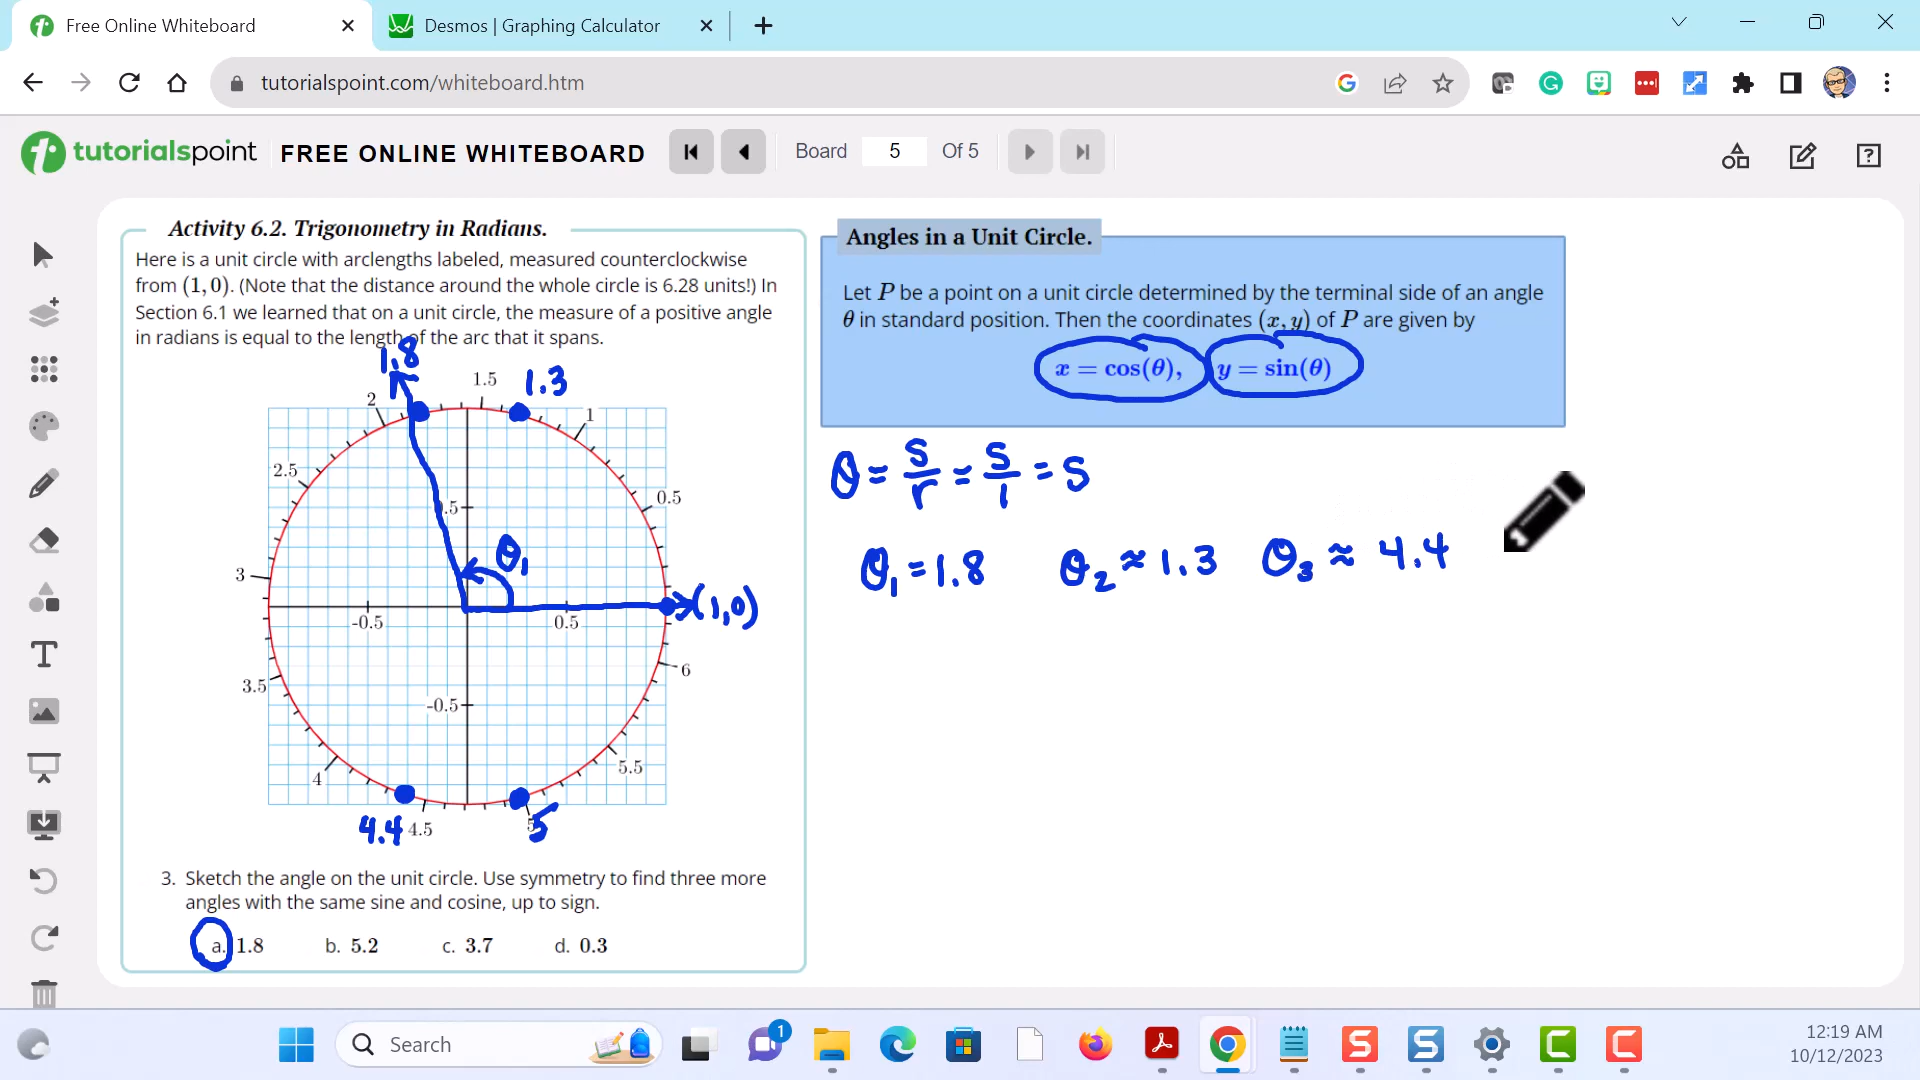 Free Online Whiteboard
Desmos | Graphing Calculator
tutorialspoint.com/whiteboard.htm
tutorialspoint
FREE ONLINE WHITEBOARD
Board 5 Of 5
Activity 6.2. Trigonometry in Radians.
Here is a unit circle with arclengths labeled, measured counterclockwise
from (1, 0). (Note that the distance around the whole circle is 6.28 units!) In
Section 6.1 we learned that on a unit circle, the measure of a positive angle
in radians is equal to the length of the arc that it spans.
1.8
1.5
1.3
2
1
2.5
0.5
.5
θ₁
3
(1,0)
-0.5
0.5
6
3.5
-0.5
5.5
4
4.4
4.5
5
3. Sketch the angle on the unit circle. Use symmetry to find three more
angles with the same sine and cosine, up to sign.
a. 1.8 b. 5.2 c. 3.7 d. 0.3
Angles in a Unit Circle.
Let P be a point on a unit circle determined by the terminal side of an angle
θ in standard position. Then the coordinates (x, y) of P are given by
x = cos(θ), y = sin(θ)
θ = s/r = s/1 = s
θ₁ = 1.8 θ₂ ≈ 1.3 θ₃ ≈ 4.4
Search
1
12:19 AM
10/12/2023